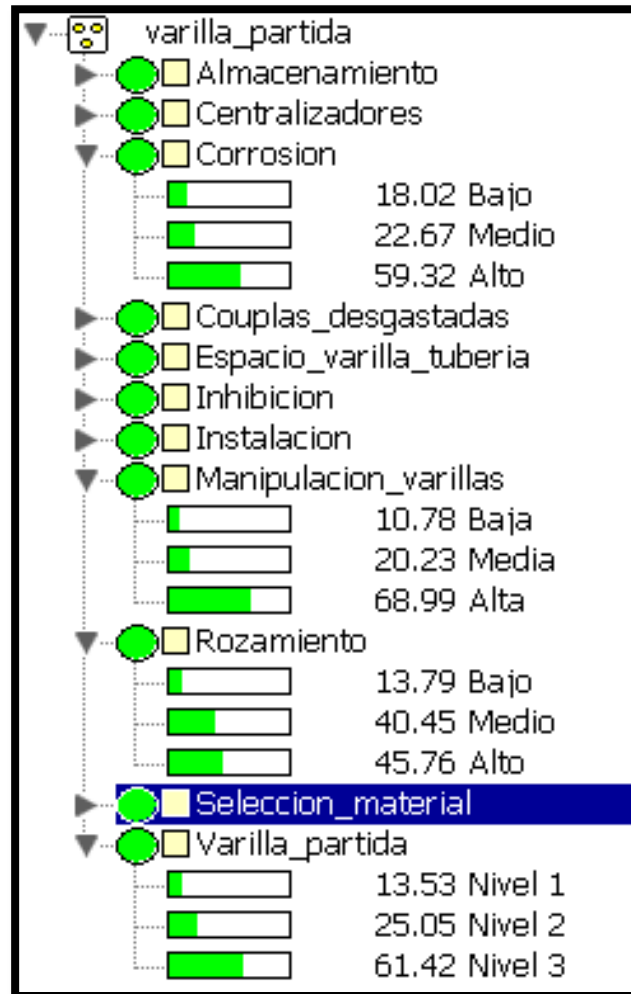 varilla_partida
Almacenamiento
Centralizadores
Corrosion
18.02 Bajo
22.67 Medio
59.32 Alto
Couplas_desgastadas
Espacio_varilla_tuberia
Inhibicion
Instalacion
Manipulacion_varillas
10.78 Baja
20.23 Media
68.99 Alta
Rozamiento
13.79 Bajo
40.45 Medio
45.76 Alto
Seleccion_material
Varilla_partida
13.53 Nivel 1
25.05 Nivel 2
61.42 Nivel 3